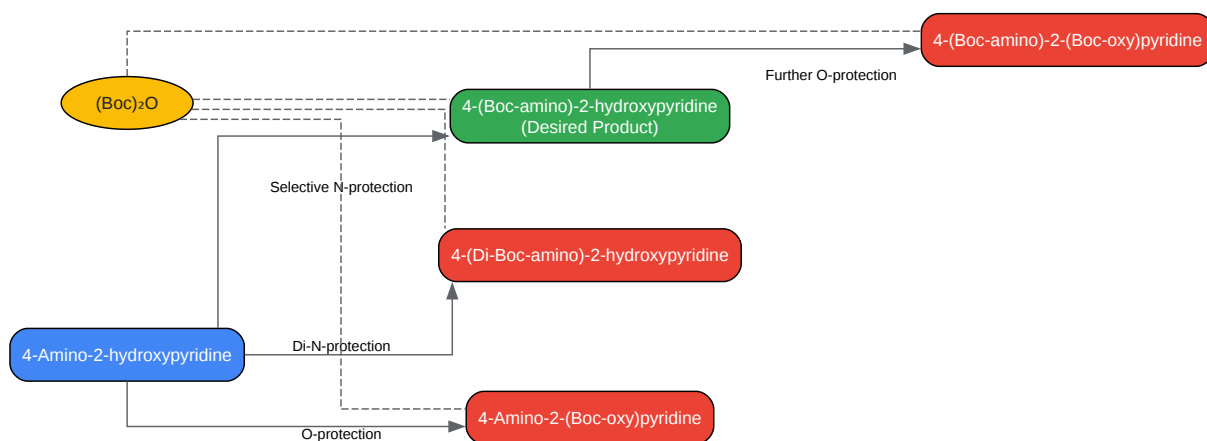 4-(Boc-amino)-2-(Boc-oxy)pyridine
Further O-protection
(Boc)₂O
4-(Boc-amino)-2-hydroxypyridine
(Desired Product)
Selective N-protection
4-(Di-Boc-amino)-2-hydroxypyridine
4-Amino-2-hydroxypyridine
Di-N-protection
4-Amino-2-(Boc-oxy)pyridine
O-protection